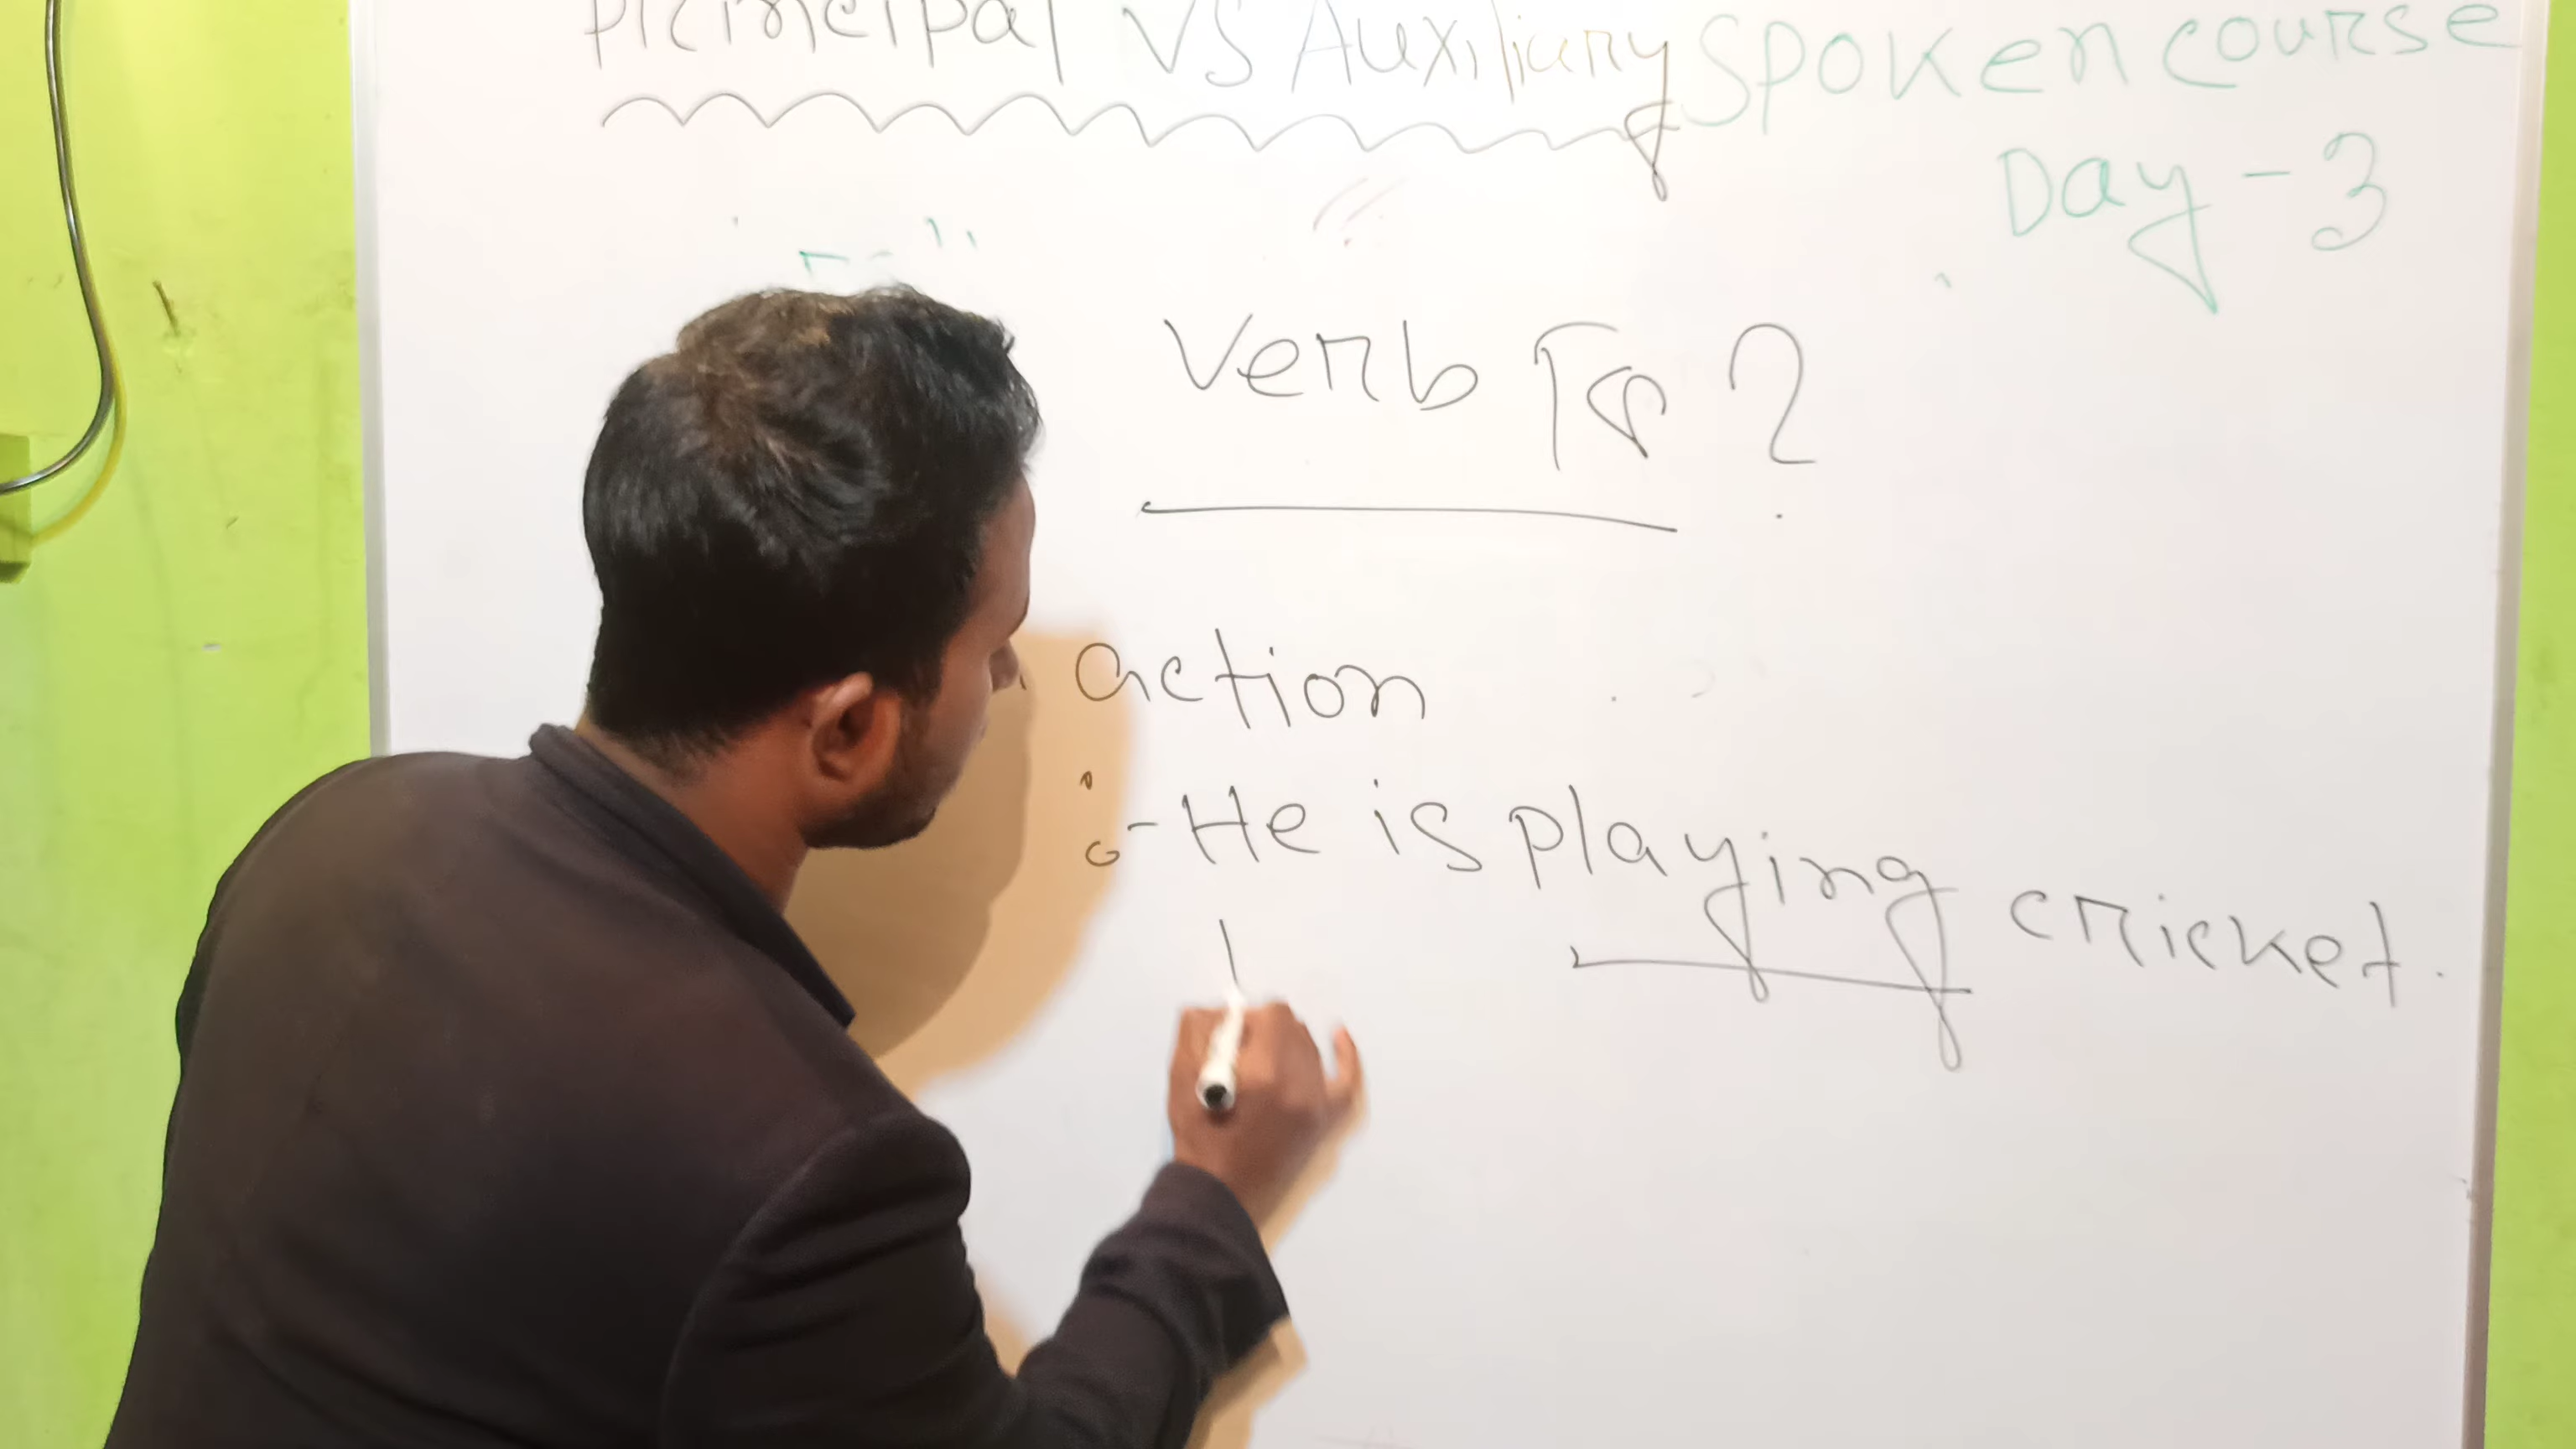 Principal VS Auxiliary
Spoken course
Day - 3
Verb কি ?
action
:- He is playing cricket.